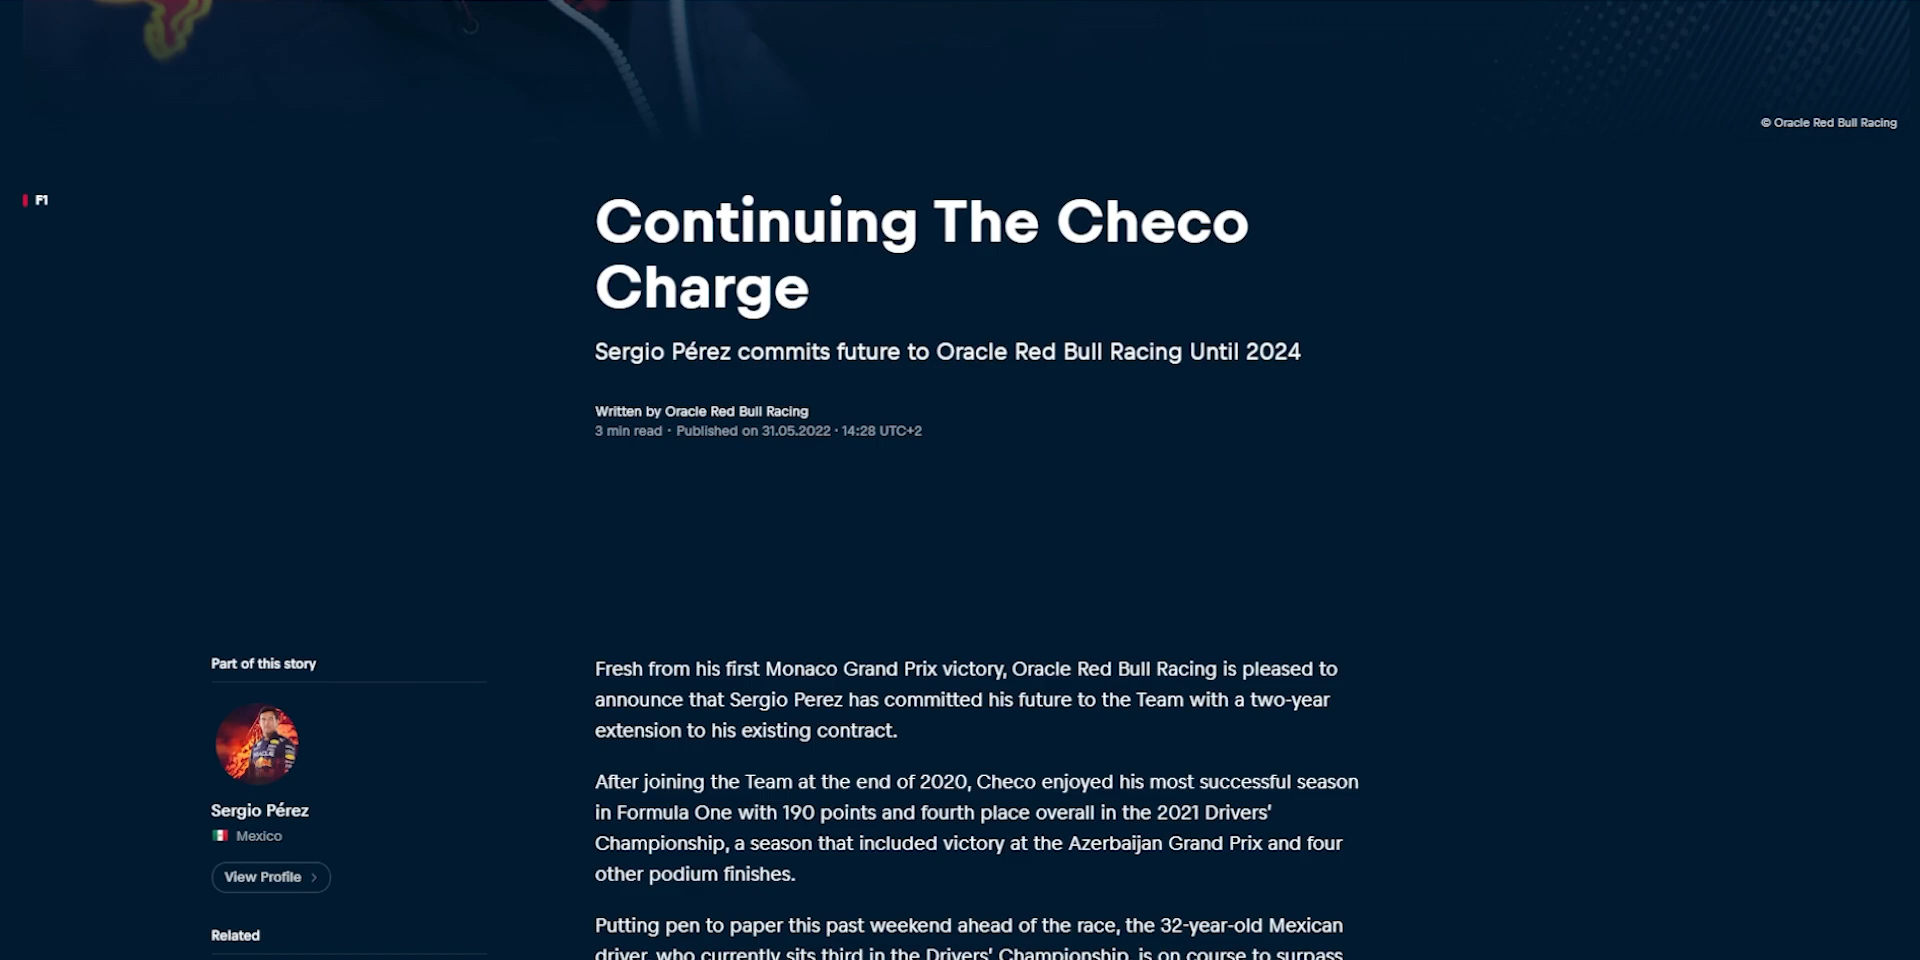 © Oracle Red Bull Racing
F1
Continuing The Checo
Charge
Sergio Pérez commits future to Oracle Red Bull Racing Until 2024
Written by Oracle Red Bull Racing
3 min read · Published on 31.05.2022 · 14:28 UTC+2
Part of this story
Sergio Pérez
Mexico
View Profile
Related
Fresh from his first Monaco Grand Prix victory, Oracle Red Bull Racing is pleased to
announce that Sergio Perez has committed his future to the Team with a two-year
extension to his existing contract.
After joining the Team at the end of 2020, Checo enjoyed his most successful season
in Formula One with 190 points and fourth place overall in the 2021 Drivers'
Championship, a season that included victory at the Azerbaijan Grand Prix and four
other podium finishes.
Putting pen to paper this past weekend ahead of the race, the 32-year-old Mexican
driver, who currently sits third in the Drivers' Championship, is on course to surpass